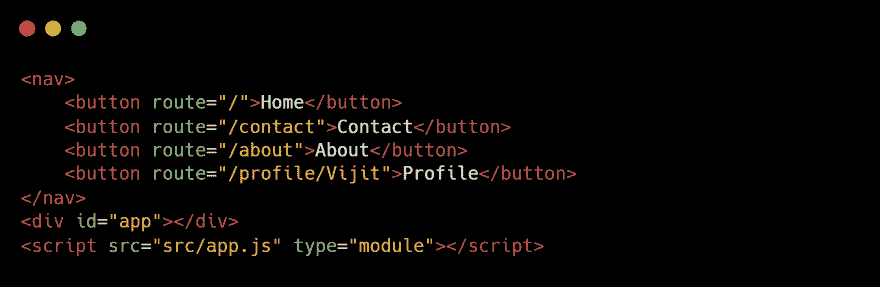 <nav>
    <button route="/">Home</button>
    <button route="/contact">Contact</button>
    <button route="/about">About</button>
    <button route="/profile/Vijit">Profile</button>
</nav>
<div id="app"></div>
<script src="src/app.js" type="module"></script>